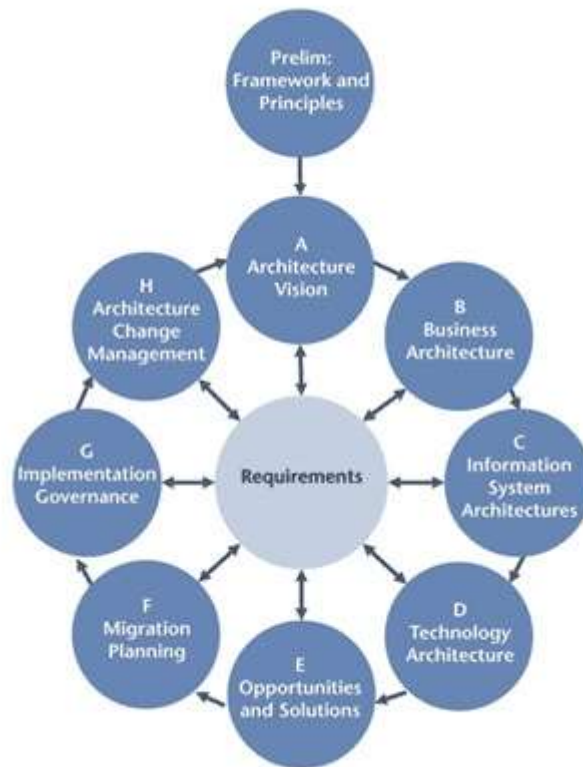 Prelim:
Framework and
Principles
A
Architecture
Vision
B
Business
Architecture
C
Information
System
Architectures
D
Technology
Architecture
E
Opportunities
and Solutions
F
Migration
Planning
G
Implementation
Governance
H
Architecture
Change
Management
Requirements